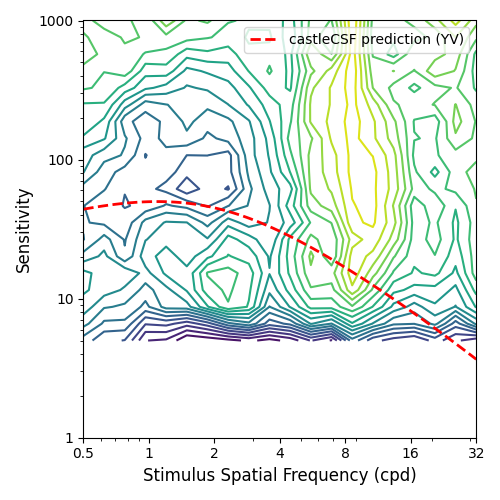 1000
castleCSF prediction (YV)
100
10
1
Sensitivity
0.5 1 2 4 8 16 32
Stimulus Spatial Frequency (cpd)